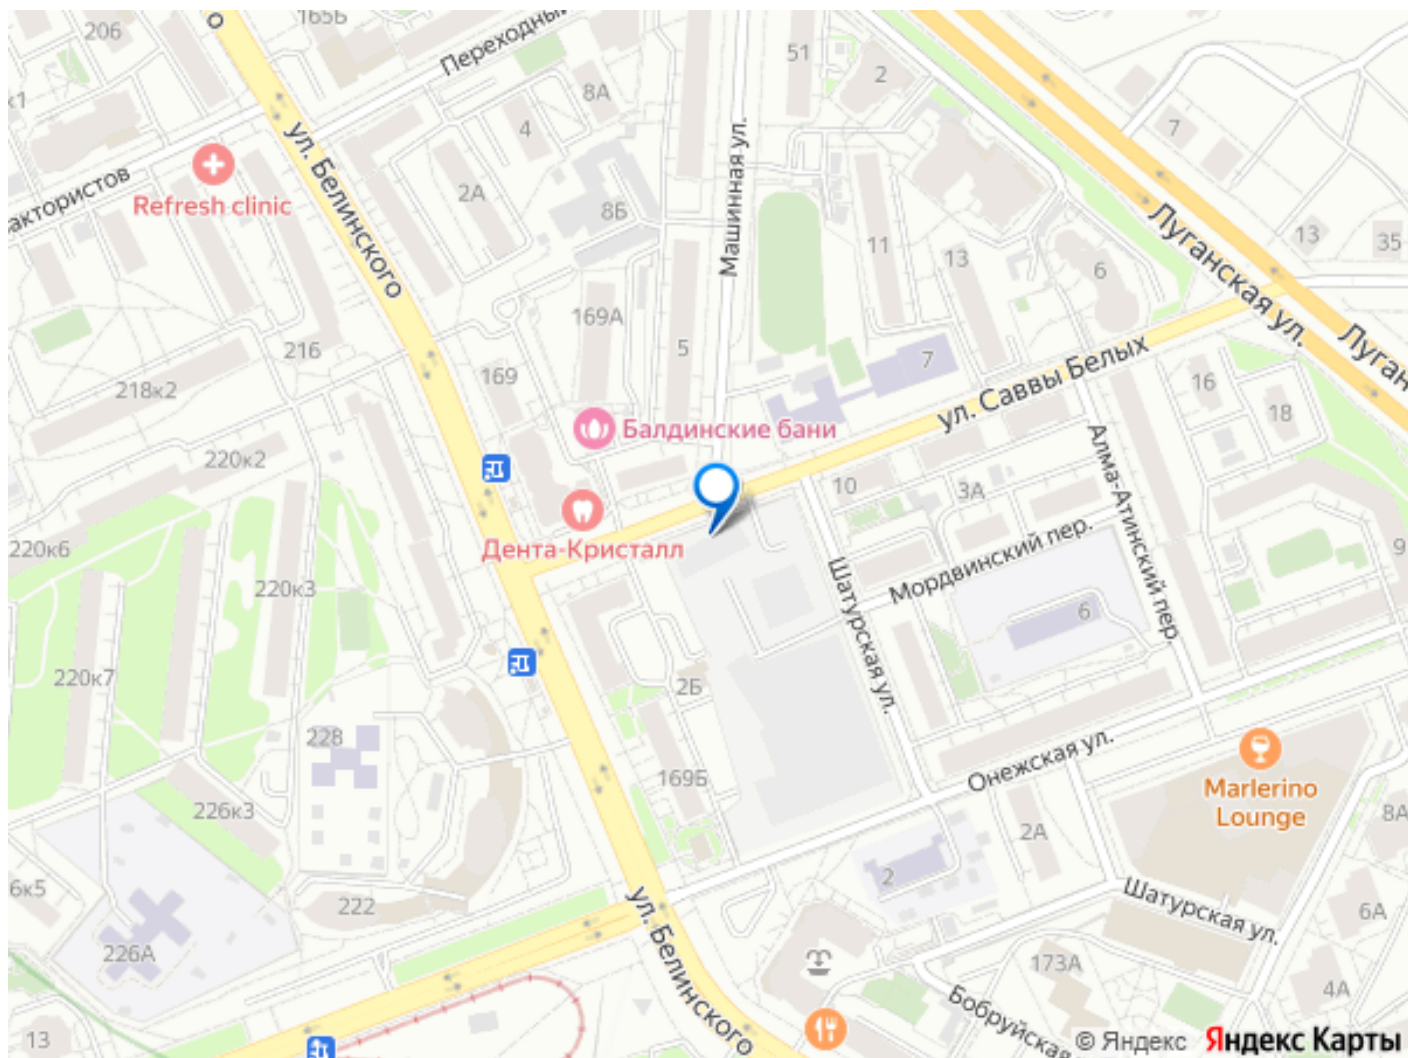 206
165Б
Переходный
51
2
8А
4
к1
ул. Белинского
7
актористов
Refresh clinic
2А
8Б
Машинная ул.
11
13
6
Луганская ул.
13
35
169А
5
216
7
ул. Саввы Белых
218к2
169
16
18
Балдинские бани
220к2
10
3А
Алма-Атинский пер.
220к6
Дента-Кристалл
Мордвинский пер.
9
220к3
Шатурская ул.
6
220к7
2Б
228
Онежская ул.
169Б
Marlerino
Lounge
226к3
2А
8А
6к5
2
222
ул. Белинского
Шатурская ул.
6А
226А
173А
4А
Бобруйская
13
© Яндекс
Яндекс Карты